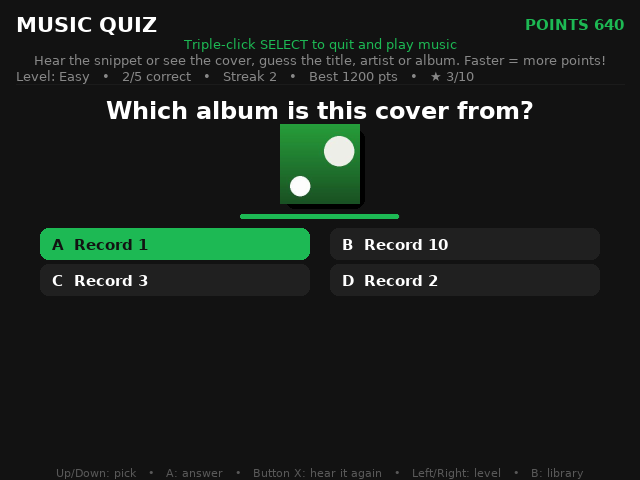 MUSIC QUIZ
POINTS 640
Triple-click SELECT to quit and play music
Hear the snippet or see the cover, guess the title, artist or album. Faster = more points!
Level: Easy • 2/5 correct • Streak 2 • Best 1200 pts • ★ 3/10
Which album is this cover from?
A Record 1
B Record 10
C Record 3
D Record 2
Up/Down: pick • A: answer • Button X: hear it again • Left/Right: level • B: library